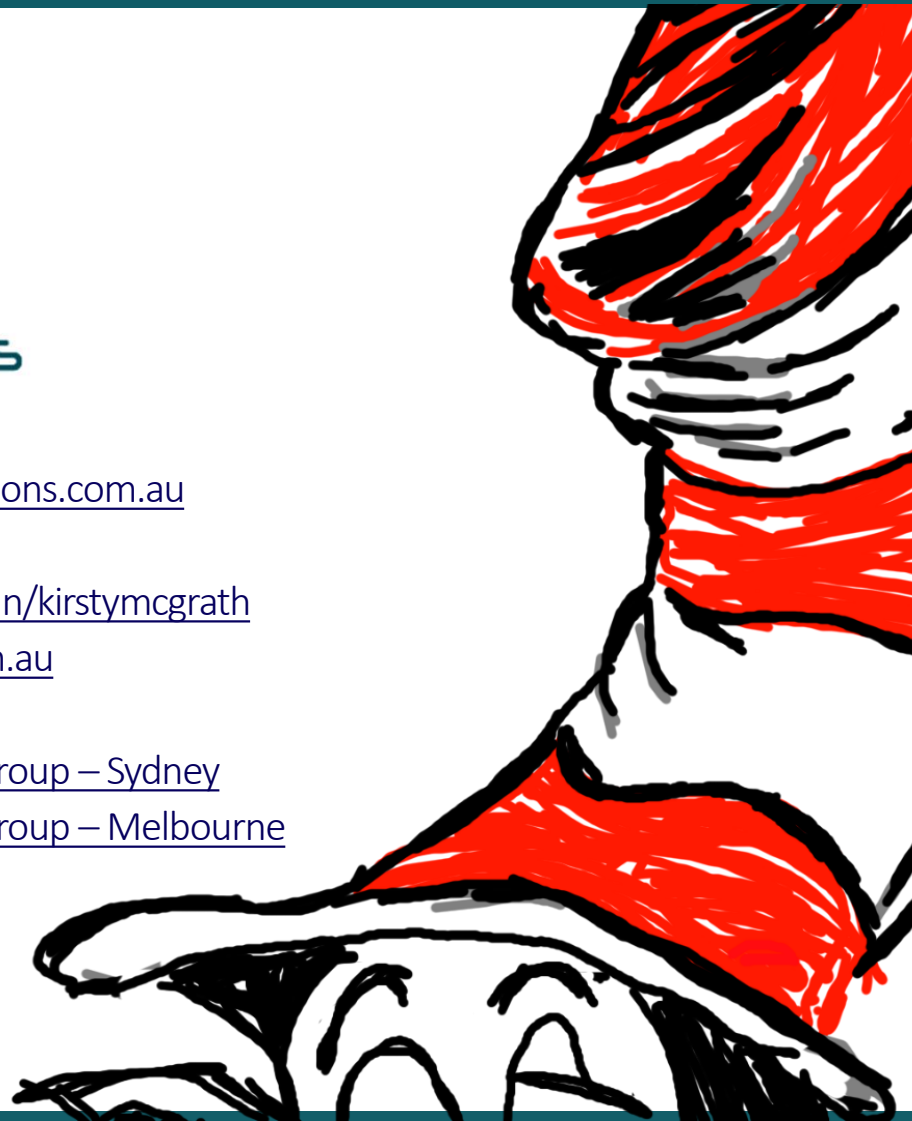 s
ons.com.au
n/kirstymcgrath
n.au
roup – Sydney
roup – Melbourne